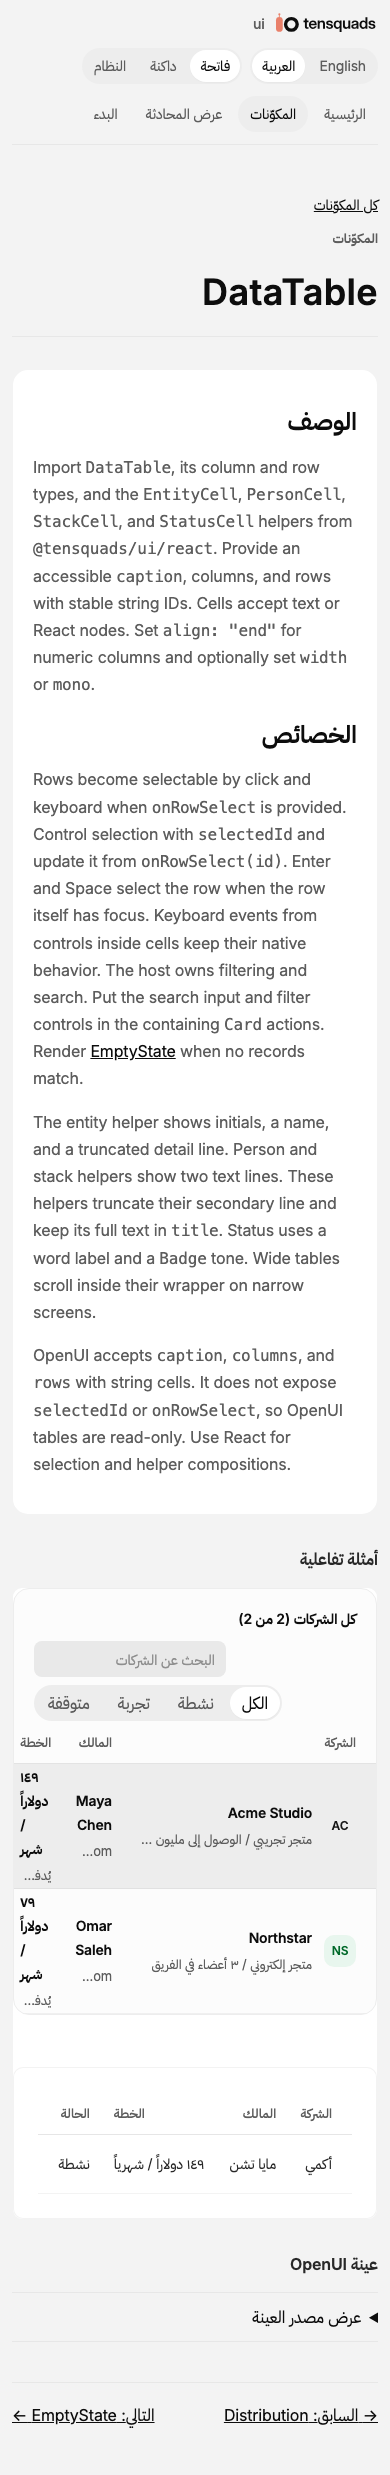 tensquads ui
English
العربية
فاتحة
داكنة
النظام
الرئيسية
المكوّنات
عرض المحادثة
البدء
كل المكوّنات
المكوّنات
DataTable
الوصف
Import DataTable, its column and row
types, and the EntityCell, PersonCell,
StackCell, and StatusCell helpers from
@tensquads/ui/react. Provide an
accessible caption, columns, and rows
with stable string IDs. Cells accept text or
React nodes. Set align: "end" for
numeric columns and optionally set width
or mono.
الخصائص
Rows become selectable by click and
keyboard when onRowSelect is provided.
Control selection with selectedId and
update it from onRowSelect(id). Enter
and Space select the row when the row
itself has focus. Keyboard events from
controls inside cells keep their native
behavior. The host owns filtering and
search. Put the search input and filter
controls in the containing Card actions.
Render EmptyState when no records
match.
The entity helper shows initials, a name,
and a truncated detail line. Person and
stack helpers show two text lines. These
helpers truncate their secondary line and
keep its full text in title. Status uses a
word label and a Badge tone. Wide tables
scroll inside their wrapper on narrow
screens.
OpenUI accepts caption, columns, and
rows with string cells. It does not expose
selectedId or onRowSelect, so OpenUI
tables are read-only. Use React for
selection and helper compositions.
أمثلة تفاعلية
كل الشركات (2 من 2)
البحث عن الشركات
الكل
نشطة
تجربة
متوقفة
الشركة
المالك
الخطة
AC
Acme Studio
متجر تجريبي / الوصول إلى مليون ...
Maya
Chen
...om
١٤٩
دولاراً
/
شهر
يُدفـ...
NS
Northstar
متجر إلكتروني / ٣ أعضاء في الفريق
Omar
Saleh
...om
٧٩
دولاراً
/
شهر
يُدفـ...
الشركة
المالك
الخطة
الحالة
أكمي
مايا تشن
١٤٩ دولاراً / شهرياً
نشطة
عينة OpenUI
◀ عرض مصدر العينة
→ السابق: Distribution
التالي: EmptyState ←